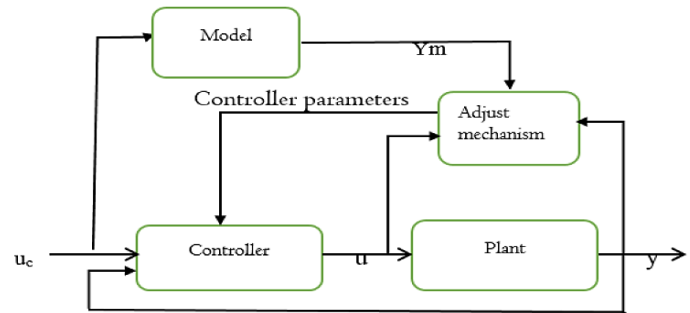 Model
Ym
Controller parameters
Adjust
mechanism
uc
Controller
u
Plant
y